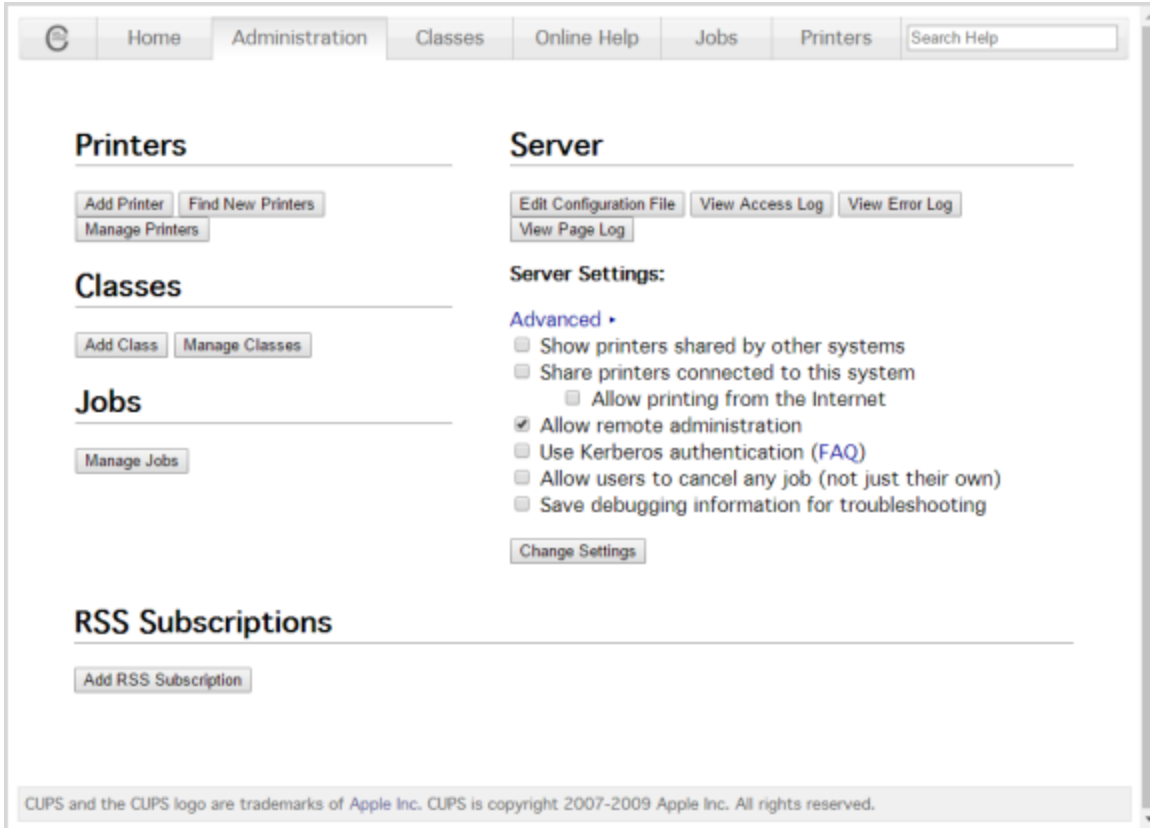 Home Administration Classes Online Help Jobs Printers Search Help
Printers
Add Printer Find New Printers
Manage Printers
Classes
Add Class Manage Classes
Jobs
Manage Jobs
Server
Edit Configuration File View Access Log View Error Log
View Page Log
Server Settings:
Advanced ▸
Show printers shared by other systems
Share printers connected to this system
Allow printing from the Internet
Allow remote administration
Use Kerberos authentication (FAQ)
Allow users to cancel any job (not just their own)
Save debugging information for troubleshooting
Change Settings
RSS Subscriptions
Add RSS Subscription
CUPS and the CUPS logo are trademarks of Apple Inc. CUPS is copyright 2007-2009 Apple Inc. All rights reserved.